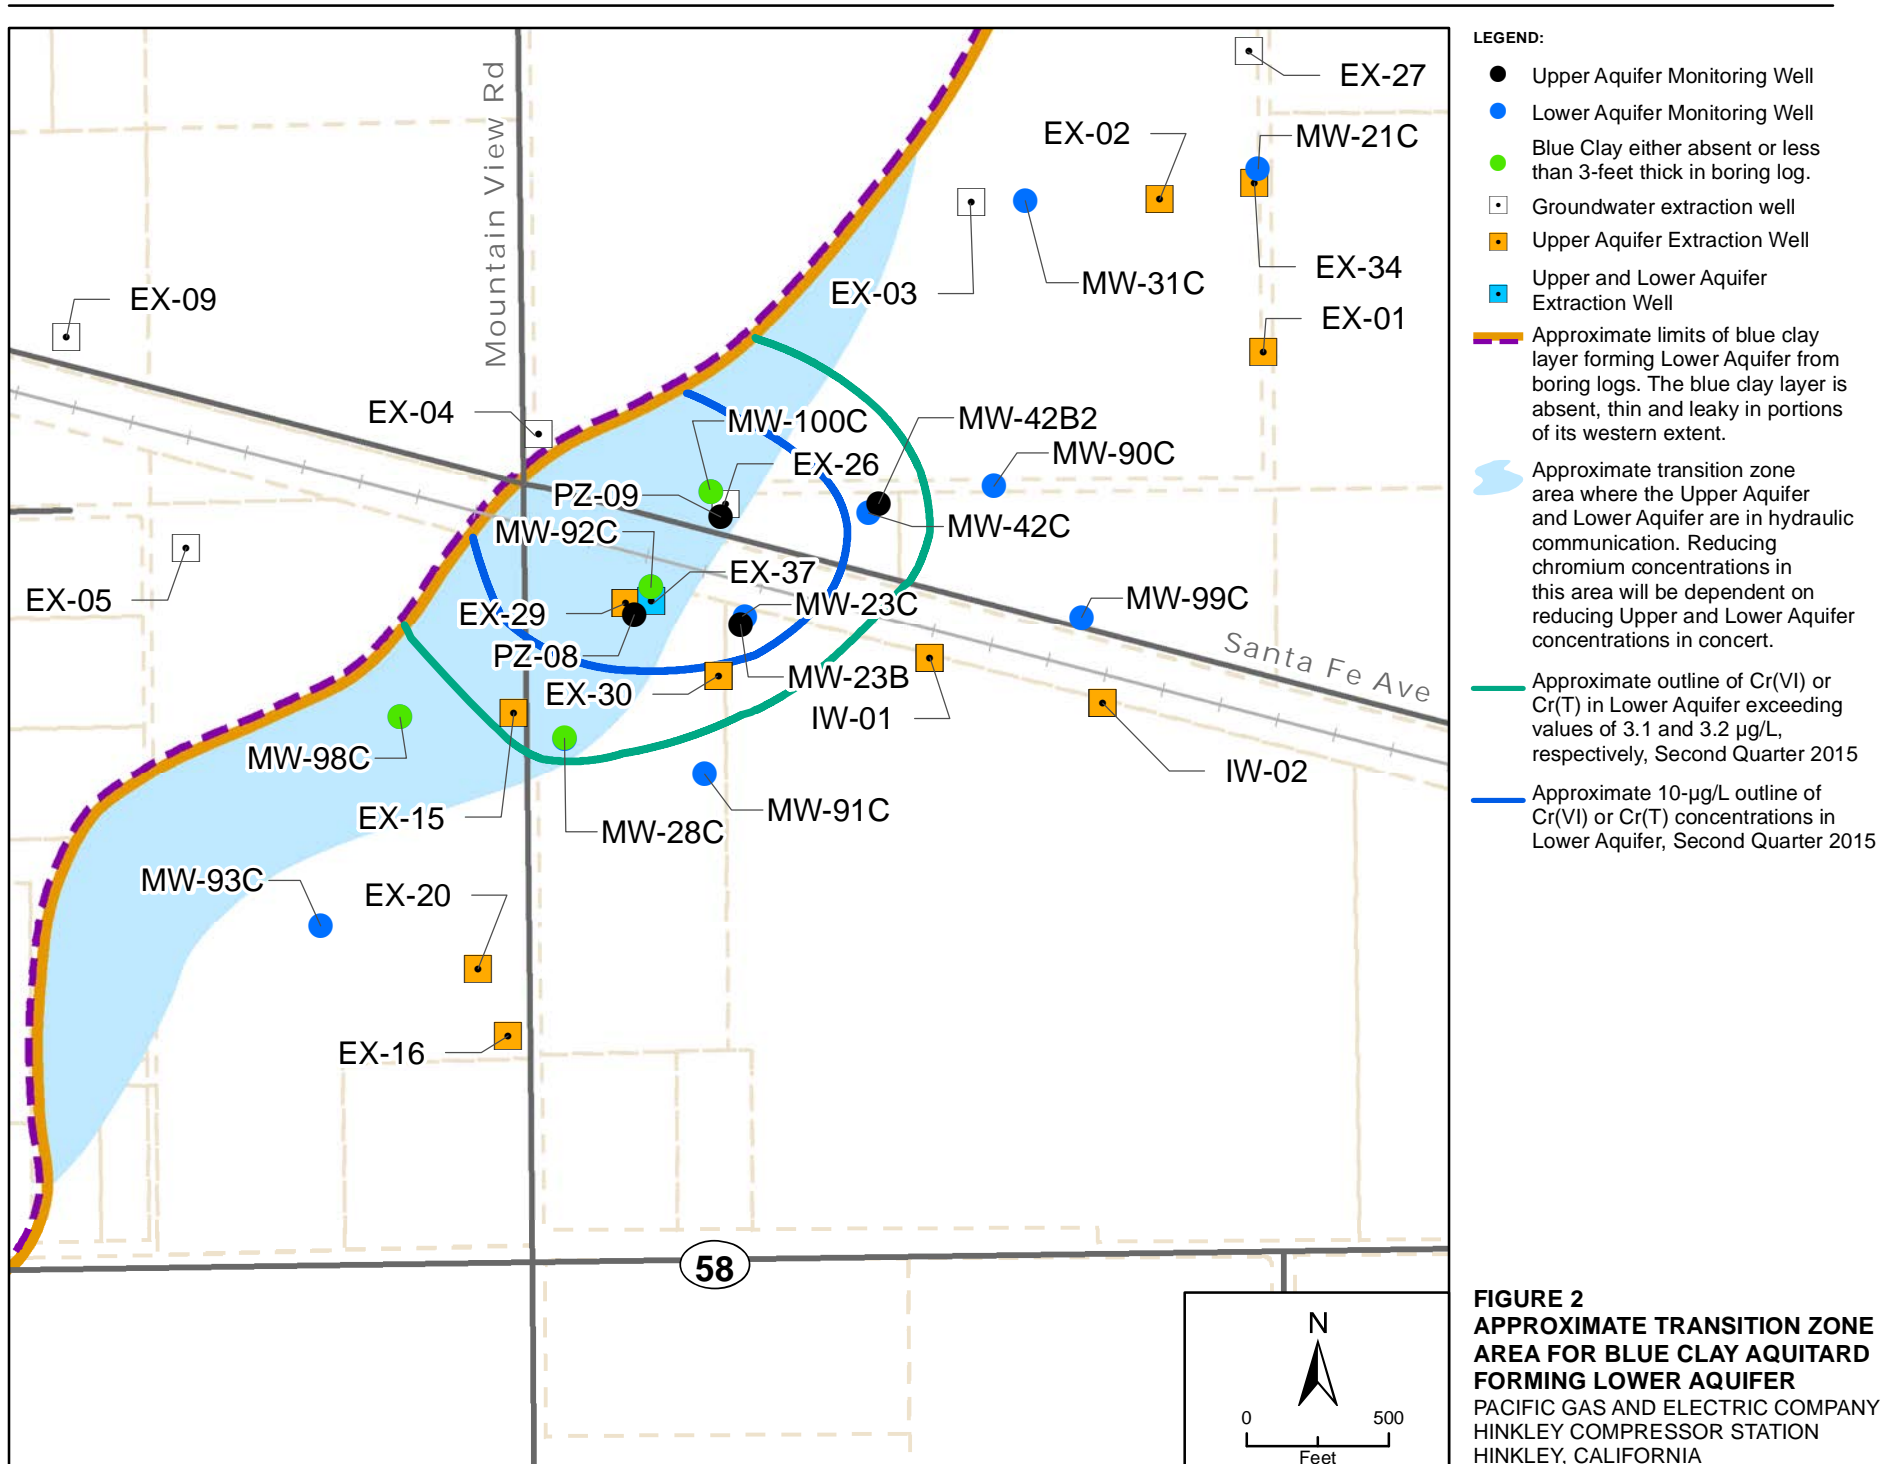 Mountain View Rd
EX-27
EX-02
MW-21C
EX-34
EX-03
MW-31C
EX-09
EX-01
EX-04
MW-100C
MW-42B2
EX-26
MW-90C
PZ-09
MW-92C
MW-42C
EX-37
EX-05
EX-29
MW-23C
MW-99C
PZ-08
Santa Fe Ave
EX-30
MW-23B
IW-01
MW-98C
IW-02
EX-15
MW-91C
MW-28C
MW-93C
EX-20
EX-16
58
N
0 500
Feet
LEGEND:
Upper Aquifer Monitoring Well
Lower Aquifer Monitoring Well
Blue Clay either absent or less
than 3-feet thick in boring log.
Groundwater extraction well
Upper Aquifer Extraction Well
Upper and Lower Aquifer
Extraction Well
Approximate limits of blue clay
layer forming Lower Aquifer from
boring logs. The blue clay layer is
absent, thin and leaky in portions
of its western extent.
Approximate transition zone
area where the Upper Aquifer
and Lower Aquifer are in hydraulic
communication. Reducing
chromium concentrations in
this area will be dependent on
reducing Upper and Lower Aquifer
concentrations in concert.
Approximate outline of Cr(VI) or
Cr(T) in Lower Aquifer exceeding
values of 3.1 and 3.2 µg/L,
respectively, Second Quarter 2015
Approximate 10-µg/L outline of
Cr(VI) or Cr(T) concentrations in
Lower Aquifer, Second Quarter 2015
FIGURE 2
APPROXIMATE TRANSITION ZONE
AREA FOR BLUE CLAY AQUITARD
FORMING LOWER AQUIFER
PACIFIC GAS AND ELECTRIC COMPANY
HINKLEY COMPRESSOR STATION
HINKLEY, CALIFORNIA